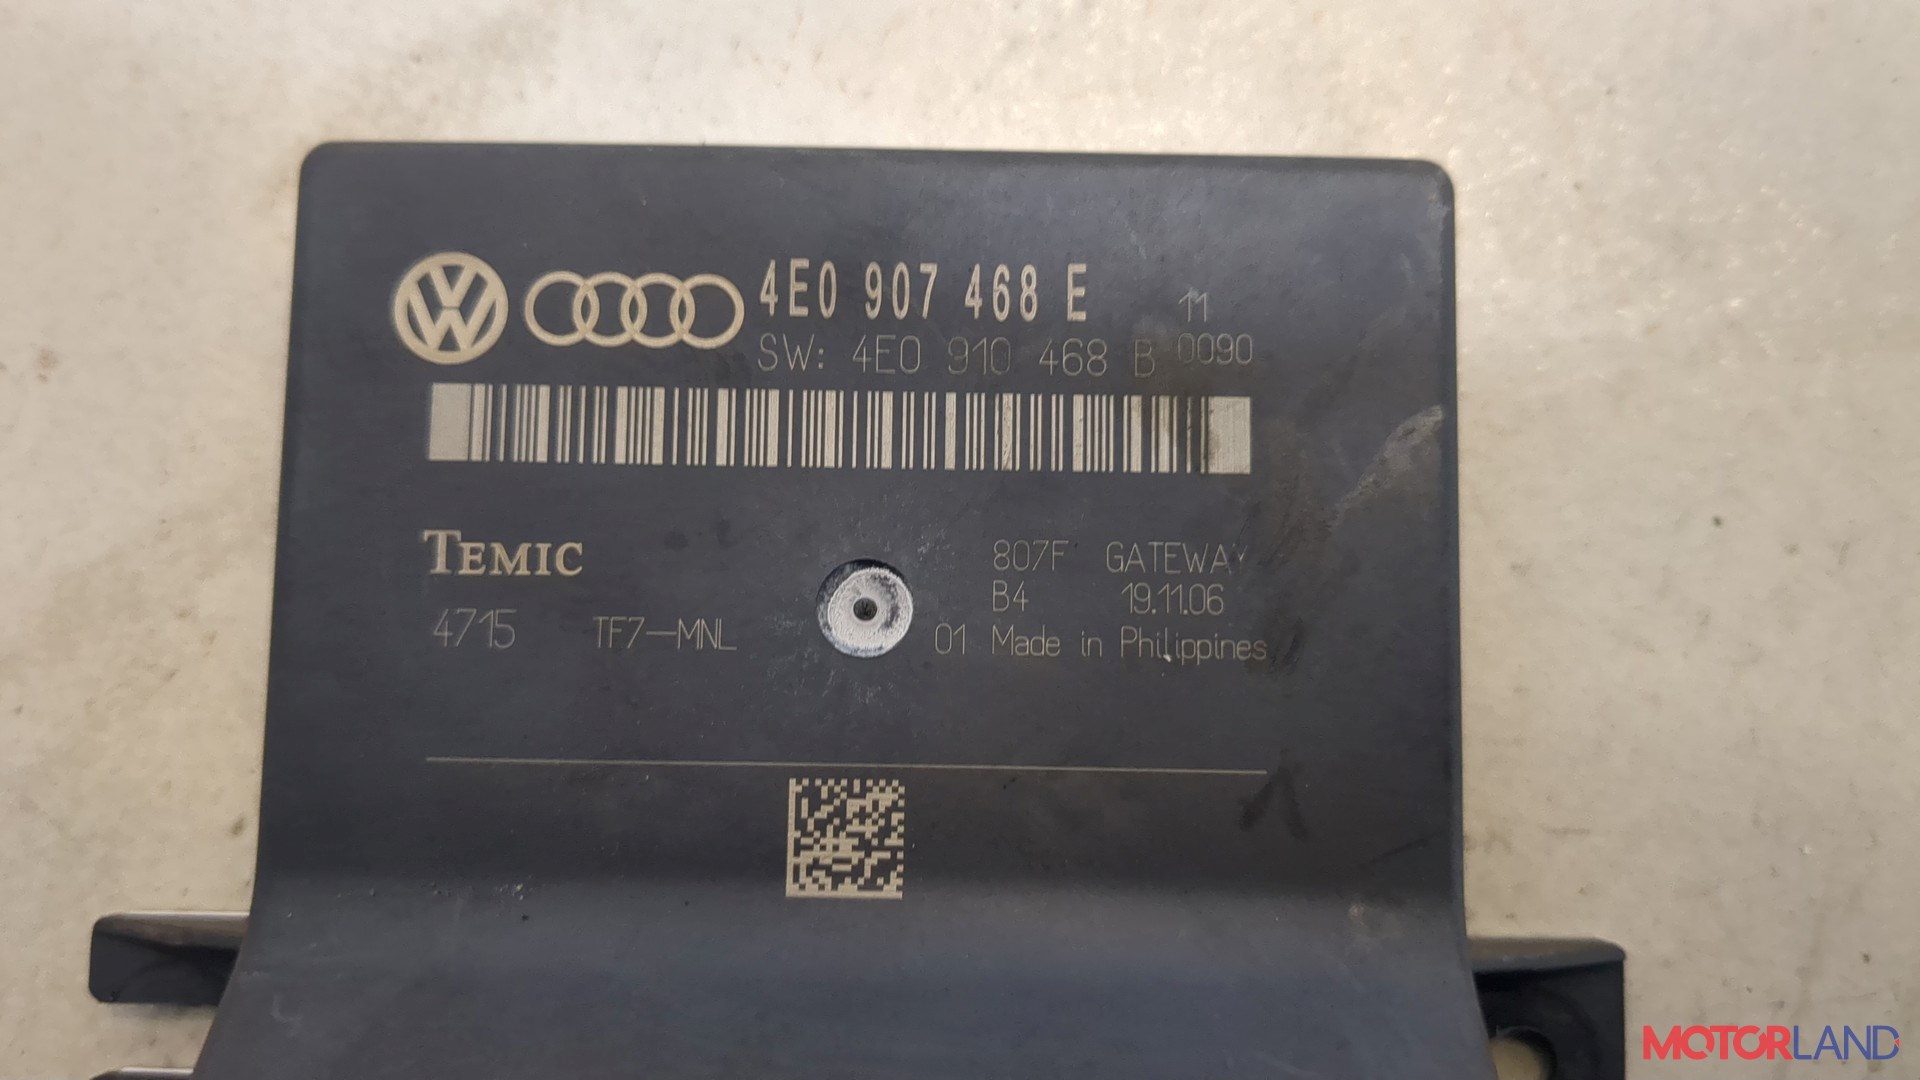 4E0 907 468 E 11
SW: 4E0 910 468 B 0090
TEMIC 807F GATEWAY
B4 19.11.06
4715 TF7-MNL 01 Made in Philippines
MOTORLAND